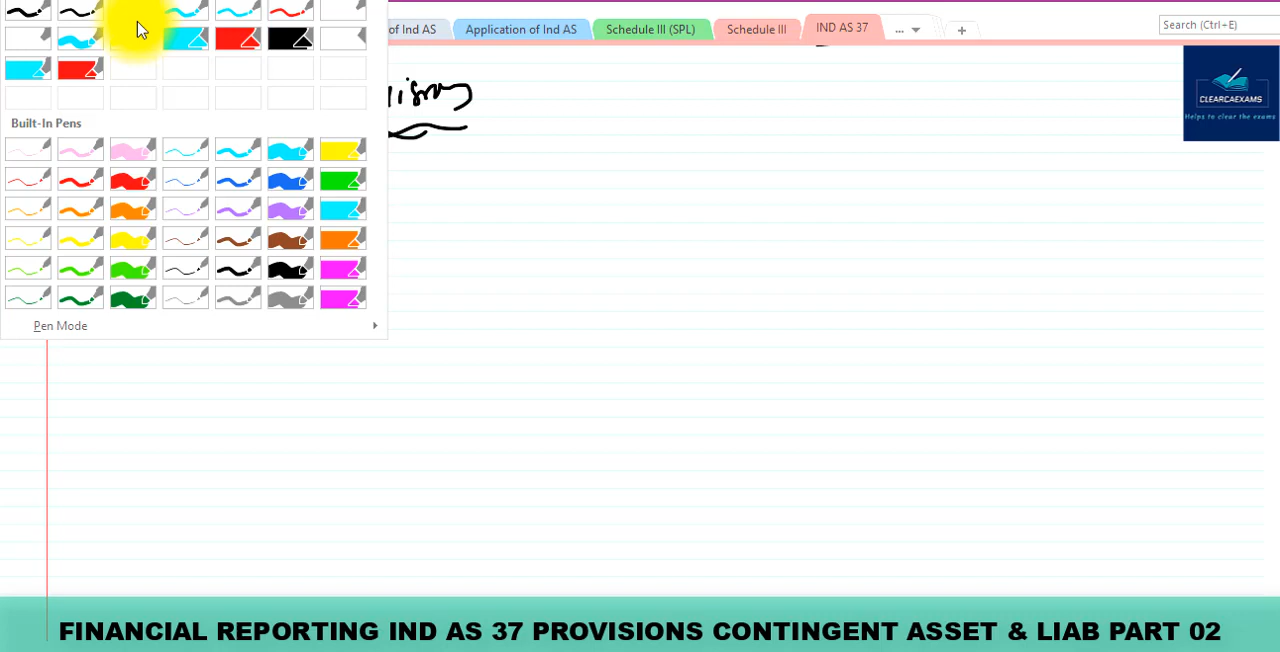 of Ind AS Application of Ind AS Schedule III (SPL) Schedule III IND AS 37 ... Search (Ctrl+E)
CLEARCAEXAMS
Helps to clear the exams
Built-In Pens
Pen Mode
FINANCIAL REPORTING IND AS 37 PROVISIONS CONTINGENT ASSET & LIAB PART 02